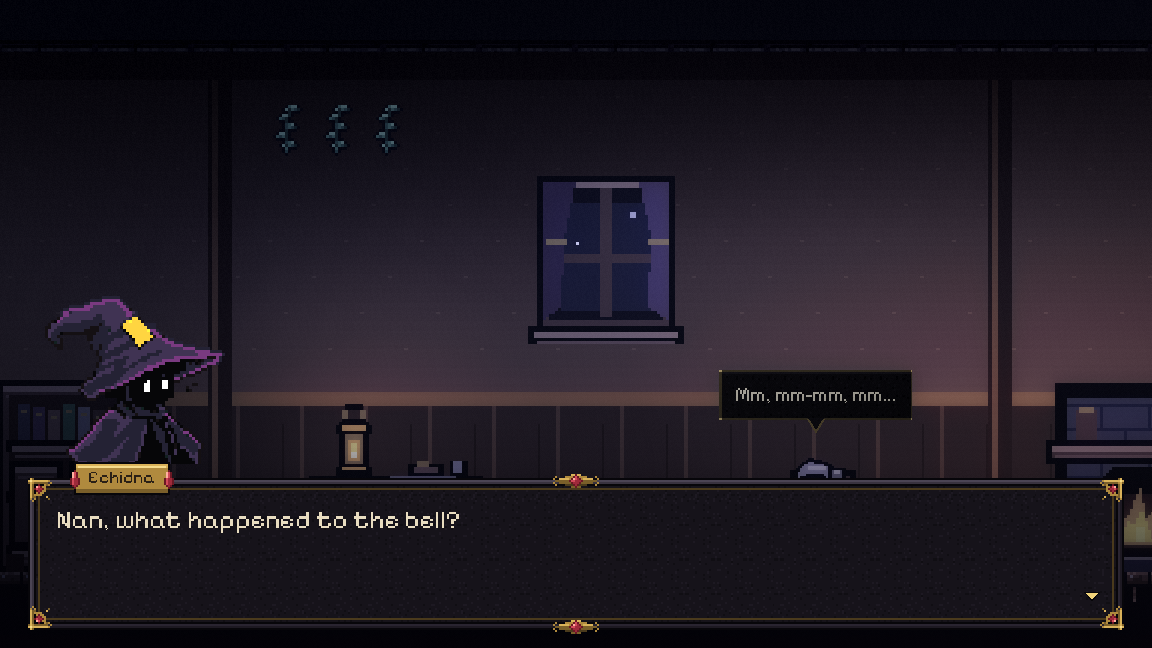 Mm, mm-mm, mm...
Echidna
Nan, what happened to the bell?